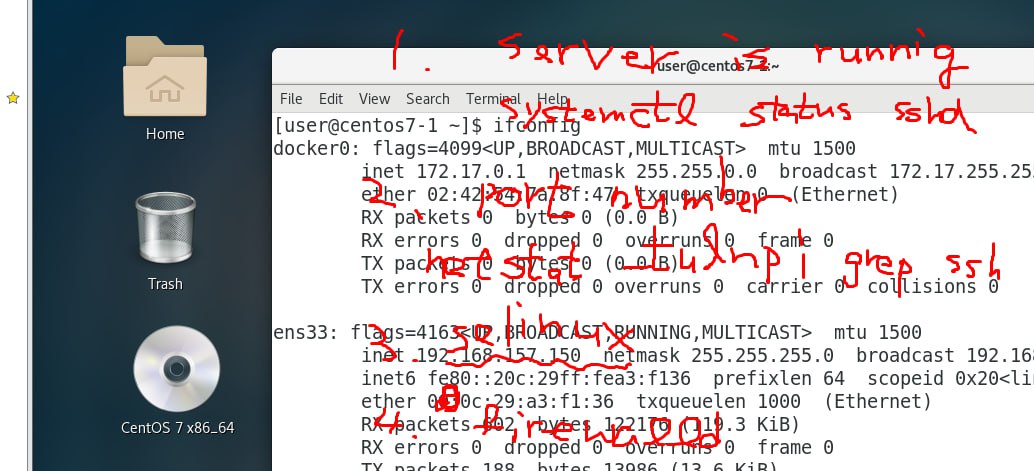 1. server is runnig
user@centos7-1:~
File Edit View Search Terminal Help
systemctl status sshd
[user@centos7-1 ~]$ ifconfig
Home
docker0: flags=4099<UP,BROADCAST,MULTICAST> mtu 1500
inet 172.17.0.1 netmask 255.255.0.0 broadcast 172.17.255.25
2. port number
ether 02:42:54:7a:8f:47 txqueuelen 0 (Ethernet)
RX packets 0 bytes 0 (0.0 B)
RX errors 0 dropped 0 overruns 0 frame 0
netstat -tulnp | grep ssh
TX packets 0 bytes 0 (0.0 B)
Trash
TX errors 0 dropped 0 overruns 0 carrier 0 collisions 0
3. selinux
ens33: flags=4163<UP,BROADCAST,RUNNING,MULTICAST> mtu 1500
inet 192.168.157.150 netmask 255.255.255.0 broadcast 192.168
inet6 fe80::20c:29ff:fea3:f136 prefixlen 64 scopeid 0x20<lin
ether 00:0c:29:a3:f1:36 txqueuelen 1000 (Ethernet)
4. firewalld
RX packets 802 bytes 122176 (119.3 KiB)
CentOS 7 x86_64
RX errors 0 dropped 0 overruns 0 frame 0
TX packets 188 bytes 13986 (13.6 KiB)